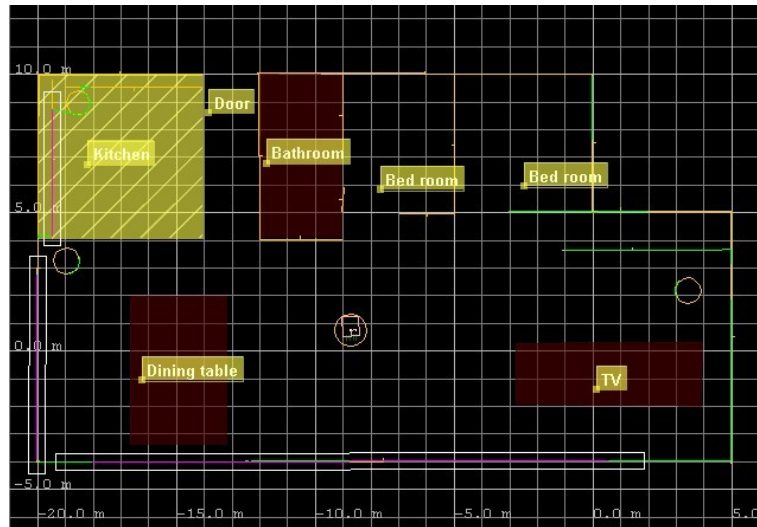 10.0 m
Door
Kitchen
Bathroom
Bed room
Bed room
5.0 m
r
0.0 m
Dining table
TV
-5.0 m
-20.0 m
-15.0 m
-10.0 m
-5.0 m
0.0 m
5.0